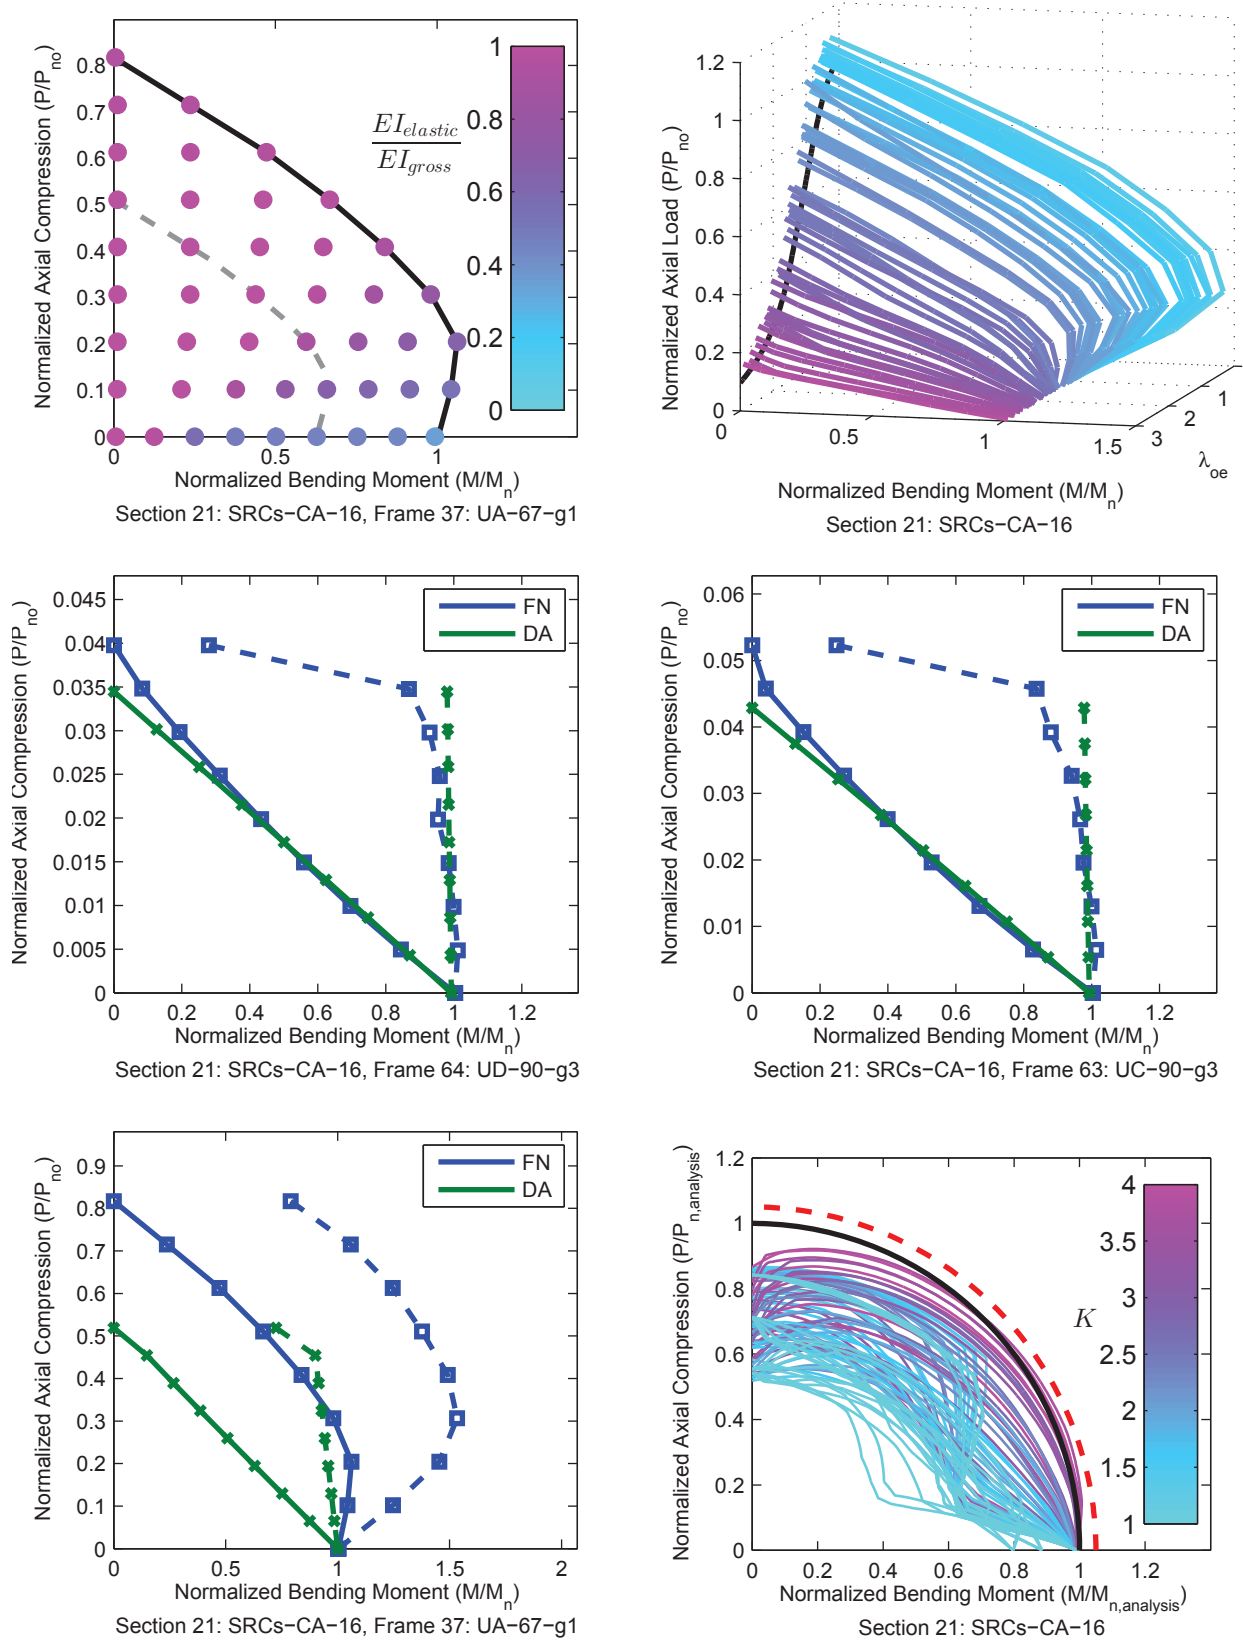 Normalized Axial Compression (P/Pno)
0.8
0.7
0.6
0.5
0.4
0.3
0.2
0.1
0
0 0.5 1
EIelastic
EIgross
1
0.8
0.6
0.4
0.2
0
Normalized Bending Moment (M/Mn)
Section 21: SRCs−CA−16, Frame 37: UA−67−g1
Normalized Axial Load (P/Pno)
1.2
1
0.8
0.6
0.4
0.2
0
0 0.5 1 1.5
3 2 1
λoe
Normalized Bending Moment (M/Mn)
Section 21: SRCs−CA−16
Normalized Axial Compression (P/Pno)
0.045
0.04
0.035
0.03
0.025
0.02
0.015
0.01
0.005
0
FN
DA
0 0.2 0.4 0.6 0.8 1 1.2
Normalized Bending Moment (M/Mn)
Section 21: SRCs−CA−16, Frame 64: UD−90−g3
Normalized Axial Compression (P/Pno)
0.06
0.05
0.04
0.03
0.02
0.01
0
FN
DA
0 0.2 0.4 0.6 0.8 1 1.2
Normalized Bending Moment (M/Mn)
Section 21: SRCs−CA−16, Frame 63: UC−90−g3
Normalized Axial Compression (P/Pno)
0.9
0.8
0.7
0.6
0.5
0.4
0.3
0.2
0.1
0
FN
DA
0 0.5 1 1.5 2
Normalized Bending Moment (M/Mn)
Section 21: SRCs−CA−16, Frame 37: UA−67−g1
Normalized Axial Compression (P/Pn,analysis)
1.2
1
0.8
0.6
0.4
0.2
0
K
4
3.5
3
2.5
2
1.5
1
0 0.2 0.4 0.6 0.8 1 1.2
Normalized Bending Moment (M/Mn,analysis)
Section 21: SRCs−CA−16